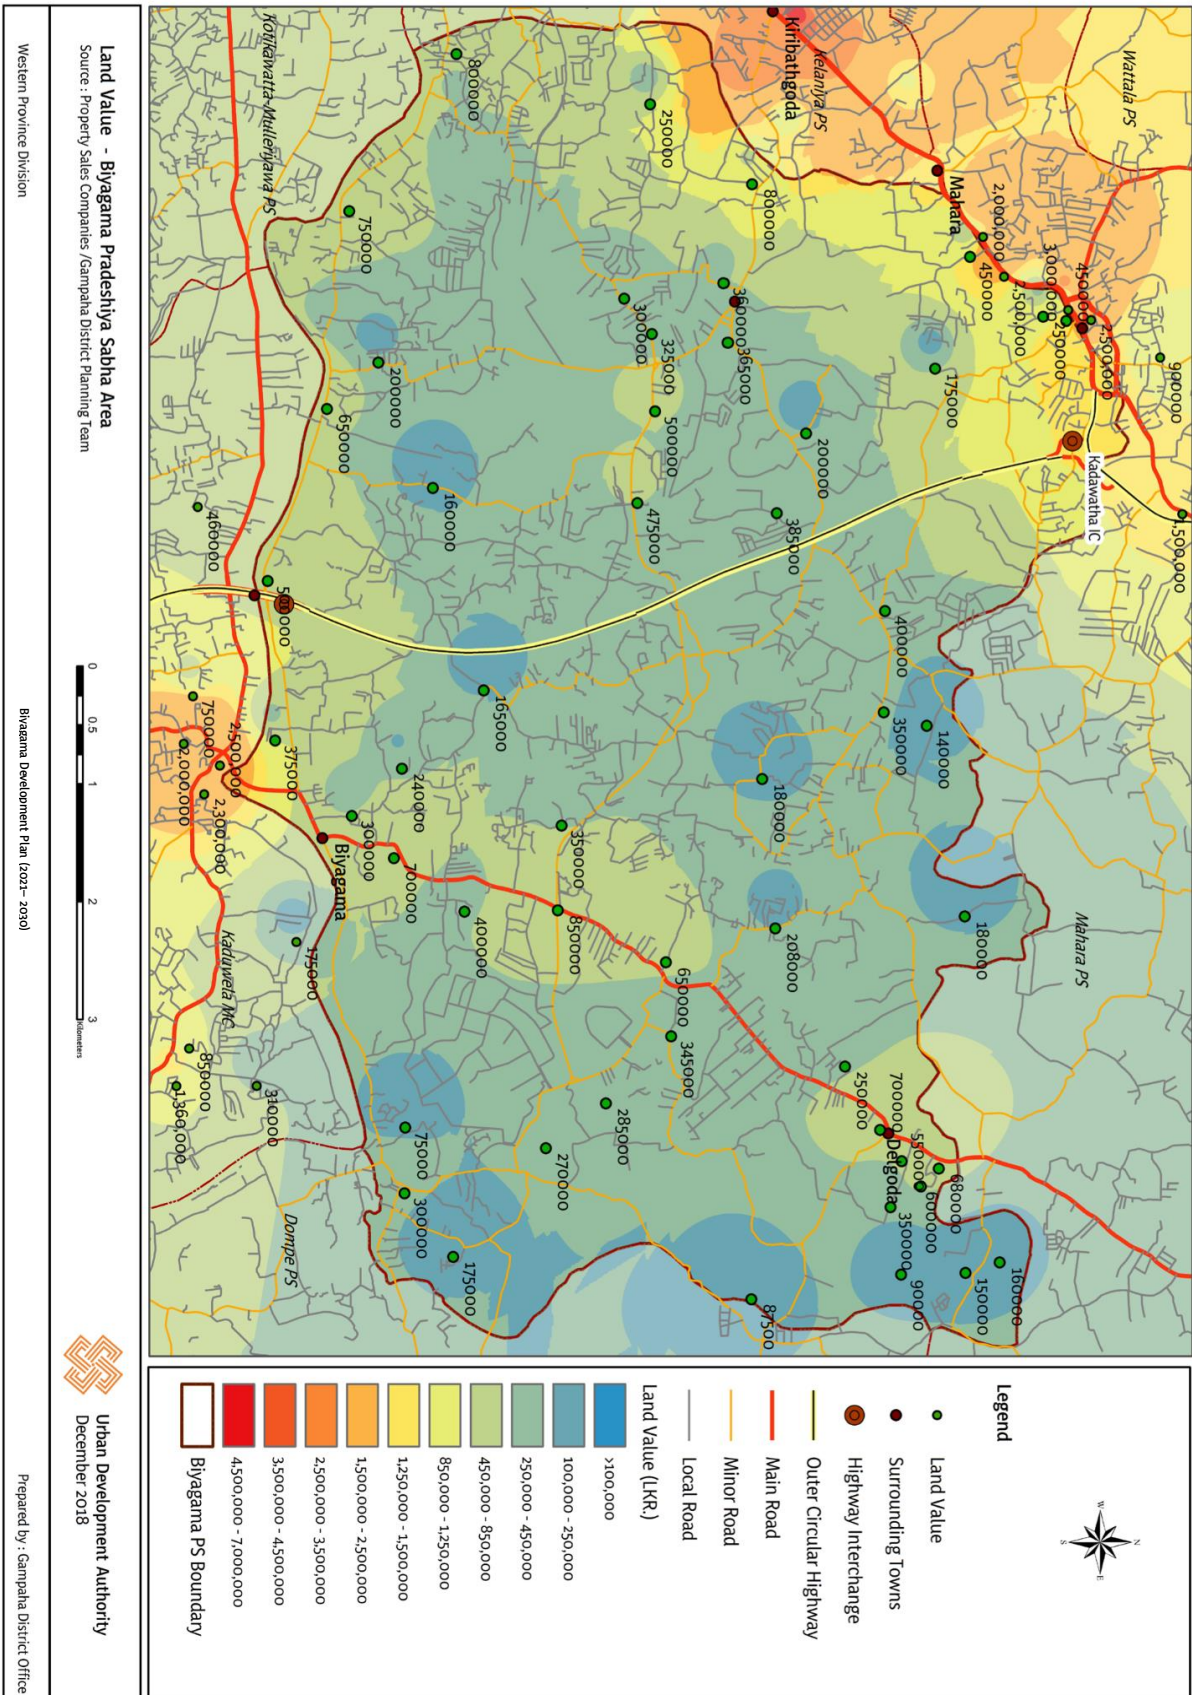 Wattala PS
Kelaniya PS
Kiribathgoda
Mahara
Kotikawatta-Mulleriyawa PS
Kadawatha IC
Mahara PS
Biyagama
Kaduwela MC
Delgoda
Dompe PS
900000
2,500,000
450000
3,000000
250000
2,500,000
2,000,000
450000
1,500,000
800000
250000
800000
750000
175000
360000
365000
300000
325000
500000
200000
200000
650000
160000
475000
385000
460000
400000
140000
350000
165000
180000
375000
240000
300000
700000
350000
850000
400000
180000
208000
650000
345000
750000
2,500,000
2,000,000
2,300,000
175000
850000
1,360,000
310000
75000
300000
175000
285000
270000
250000
700000
550000
680000
600000
350000
90000
160000
150000
87500
N
W
E
S
Legend
Land Value
Surrounding Towns
Highway Interchange
Outer Circular Highway
Main Road
Minor Road
Local Road
Land Value (LKR.)
>100,000
100,000 - 250,000
250,000 - 450,000
450,000 - 850,000
850,000 - 1,250,000
1,250,000 - 1,500,000
1,500,000 - 2,500,000
2,500,000 - 3,500,000
3,500,000 - 4,500,000
4,500,000 - 7,000,000
Biyagama PS Boundary
Land Value - Biyagama Pradeshiya Sabha Area
Source : Property Sales Companies /Gampaha District Planning Team
0 0.5 1 2 3
Kilometers
Urban Development Authority
December 2018
Western Province Division
Biyagama Development Plan (2021– 2030)
Prepared by : Gampaha District Office